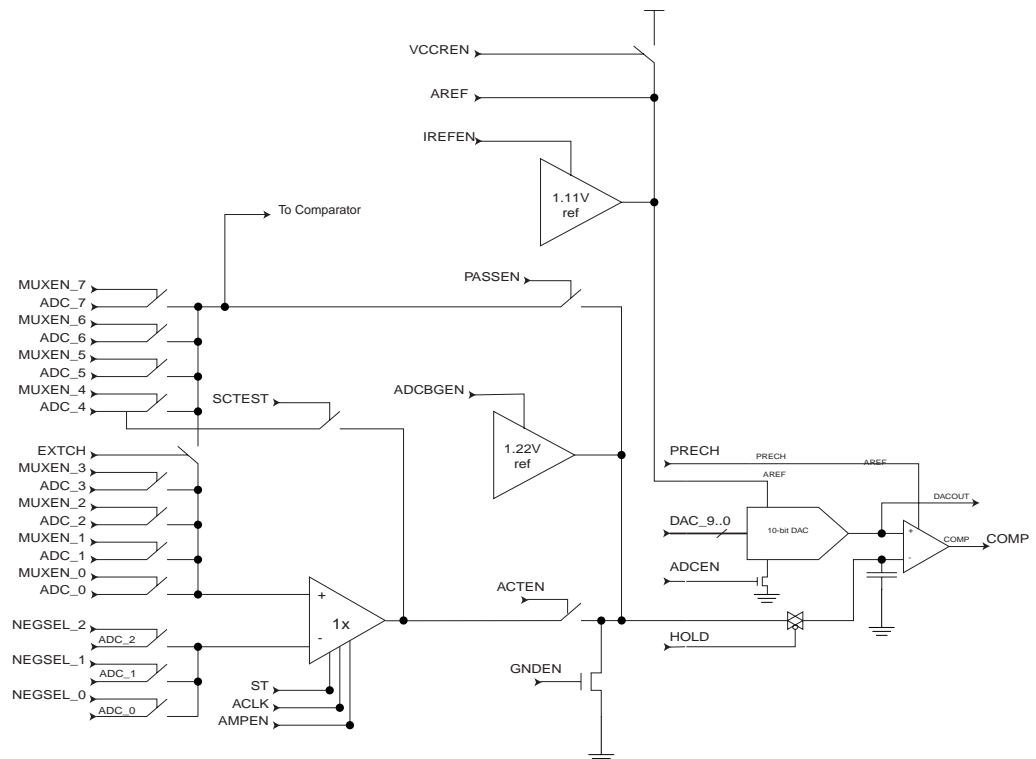 VCCREN
AREF
IREFEN
1.11V
ref
To Comparator
PASSEN
MUXEN_7
ADC_7
MUXEN_6
ADC_6
MUXEN_5
ADC_5
MUXEN_4
ADC_4
SCTEST
ADCBGEN
1.22V
ref
EXTCH
MUXEN_3
ADC_3
MUXEN_2
ADC_2
MUXEN_1
ADC_1
MUXEN_0
ADC_0
PRECH
PRECH
AREF
AREF
DACOUT
DAC_9..0
10-bit DAC
+
-
COMP
COMP
ADCEN
ACTEN
+
1x
-
NEGSEL_2
ADC_2
NEGSEL_1
ADC_1
NEGSEL_0
ADC_0
HOLD
GNDEN
ST
ACLK
AMPEN